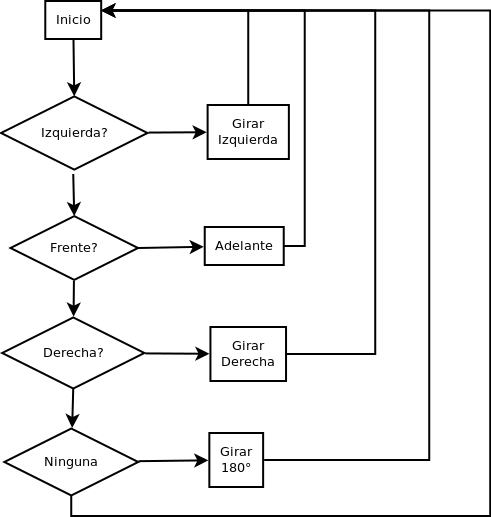 Inicio
Izquierda?
Girar
Izquierda
Frente?
Adelante
Derecha?
Girar
Derecha
Ninguna
Girar
180°